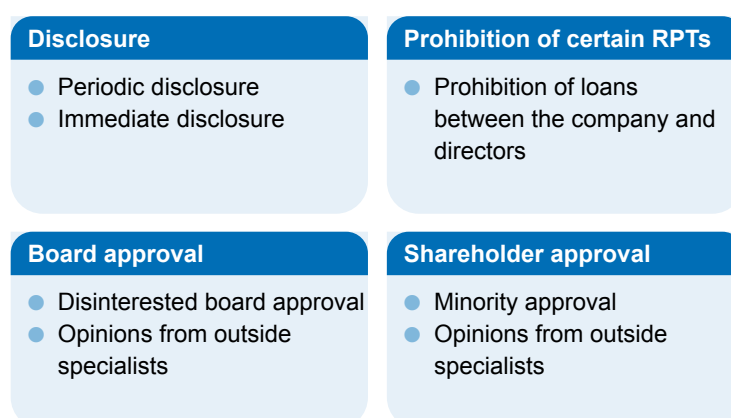 Disclosure
Periodic disclosure
Immediate disclosure
Prohibition of certain RPTs
Prohibition of loans
between the company and
directors
Board approval
Disinterested board approval
Opinions from outside
specialists
Shareholder approval
Minority approval
Opinions from outside
specialists